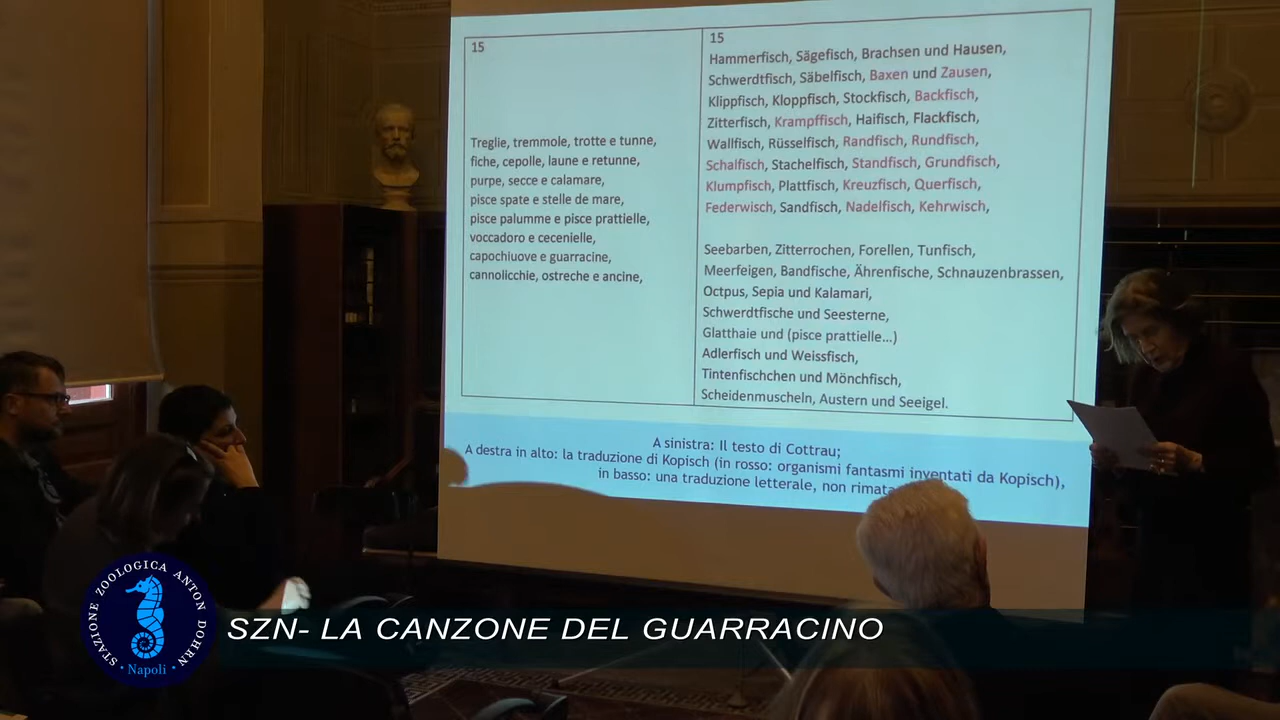 15
Treglie, tremmole, trotte e tunne,
fiche, cepolle, laune e retunne,
purpe, secce e calamare,
pisce spate e stelle de mare,
pisce palumme e pisce prattielle,
voccadoro e cecenielle,
capochiuove e guarracine,
cannolicchie, ostreche e ancine,
15
Hammerfisch, Sägefisch, Brachsen und Hausen,
Schwerdtfisch, Säbelfisch, Baxen und Zausen,
Klippfisch, Kloppfisch, Stockfisch, Backfisch,
Zitterfisch, Krampffisch, Haifisch, Flackfisch,
Wallfisch, Rüsselfisch, Randfisch, Rundfisch,
Schalfisch, Stachelfisch, Standfisch, Grundfisch,
Klumpfisch, Plattfisch, Kreuzfisch, Querfisch,
Federwisch, Sandfisch, Nadelfisch, Kehrwisch,
Seebarben, Zitterrochen, Forellen, Tunfisch,
Meerfeigen, Bandfische, Ährenfische, Schnauzenbrassen,
Octpus, Sepia und Kalamari,
Schwerdtfische und Seesterne,
Glatthaie und (pisce prattielle...)
Adlerfisch und Weissfisch,
Tintenfischchen und Mönchfisch,
Scheidenmuscheln, Austern und Seeigel.
A sinistra: Il testo di Cottrau;
A destra in alto: la traduzione di Kopisch (in rosso: organismi fantasmi inventati da Kopisch),
in basso: una traduzione letterale, non rimata
STAZIONE ZOOLOGICA ANTON DOHRN
• Napoli •
SZN- LA CANZONE DEL GUARRACINO